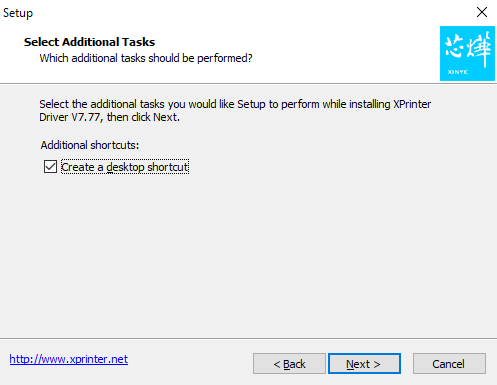 Setup
Select Additional Tasks
Which additional tasks should be performed?
芯烨
XINYE
Select the additional tasks you would like Setup to perform while installing XPrinter
Driver V7.77, then click Next.
Additional shortcuts:
Create a desktop shortcut
http://www.xprinter.net
< Back
Next >
Cancel